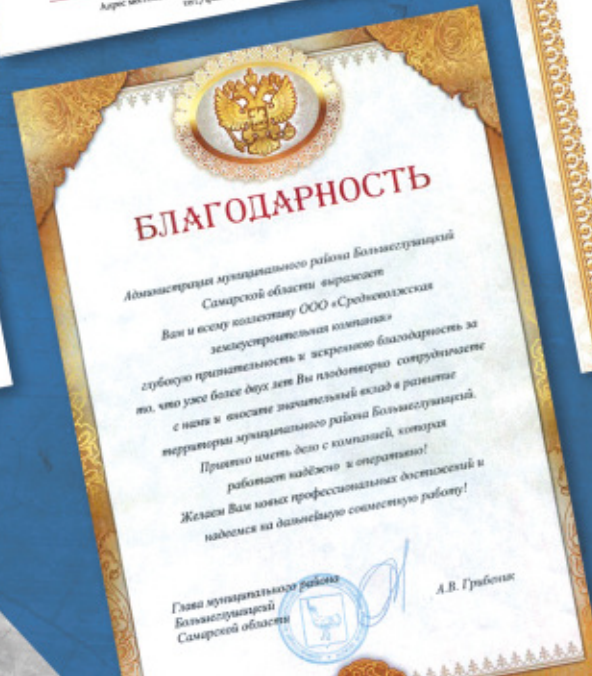 Адрес
БЛАГОДАРНОСТЬ
Администрация муниципального района Большеглушицкий
Самарской области выражает
Вам и всему коллективу ООО «Средневолжская
землеустроительная компания»
глубокую признательность и искреннюю благодарность за
то, что уже более двух лет Вы плодотворно сотрудничаете
с нами и вносите значительный вклад в развитие
территории муниципального района Большеглушицкий.
Приятно иметь дело с компанией, которая
работает надёжно и оперативно!
Желаем Вам новых профессиональных достижений и
надеемся на дальнейшую совместную работу!
Глава муниципального района
Большеглушицкий
Самарской области
А.В. Грибеник